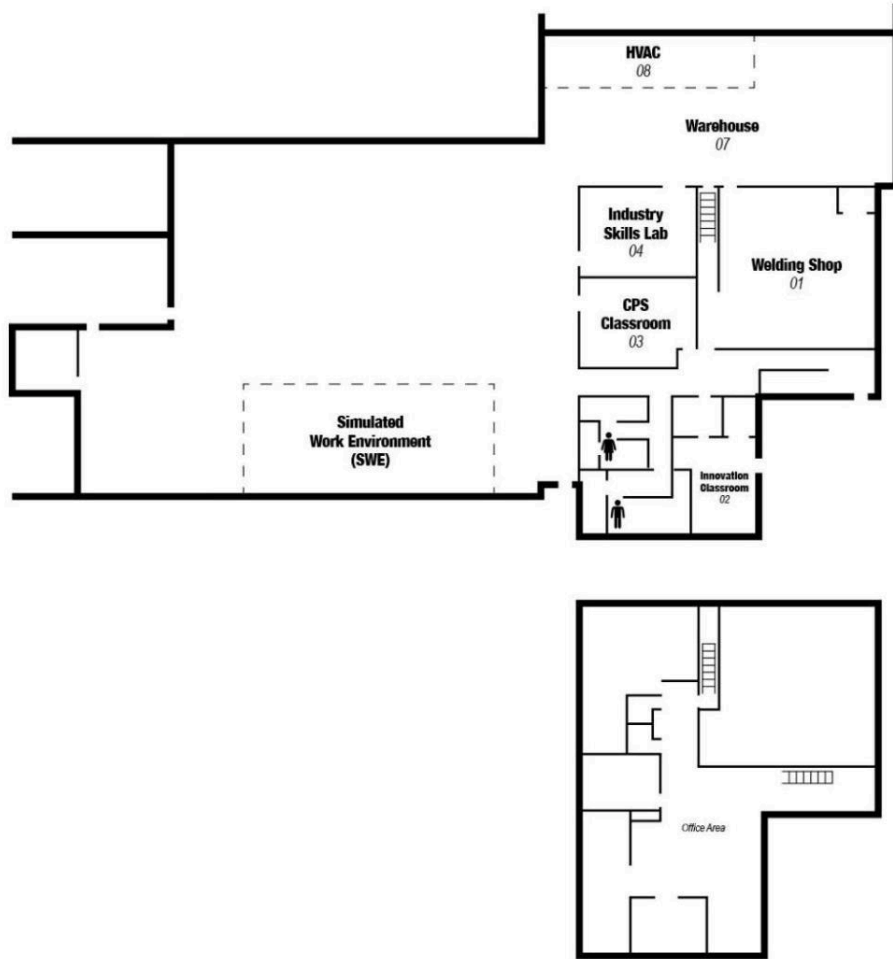 HVAC
08
Warehouse
07
Industry
Skills Lab
04
Welding Shop
01
CPS
Classroom
03
Simulated
Work Environment
(SWE)
Innovation
Classroom
02
Office Area